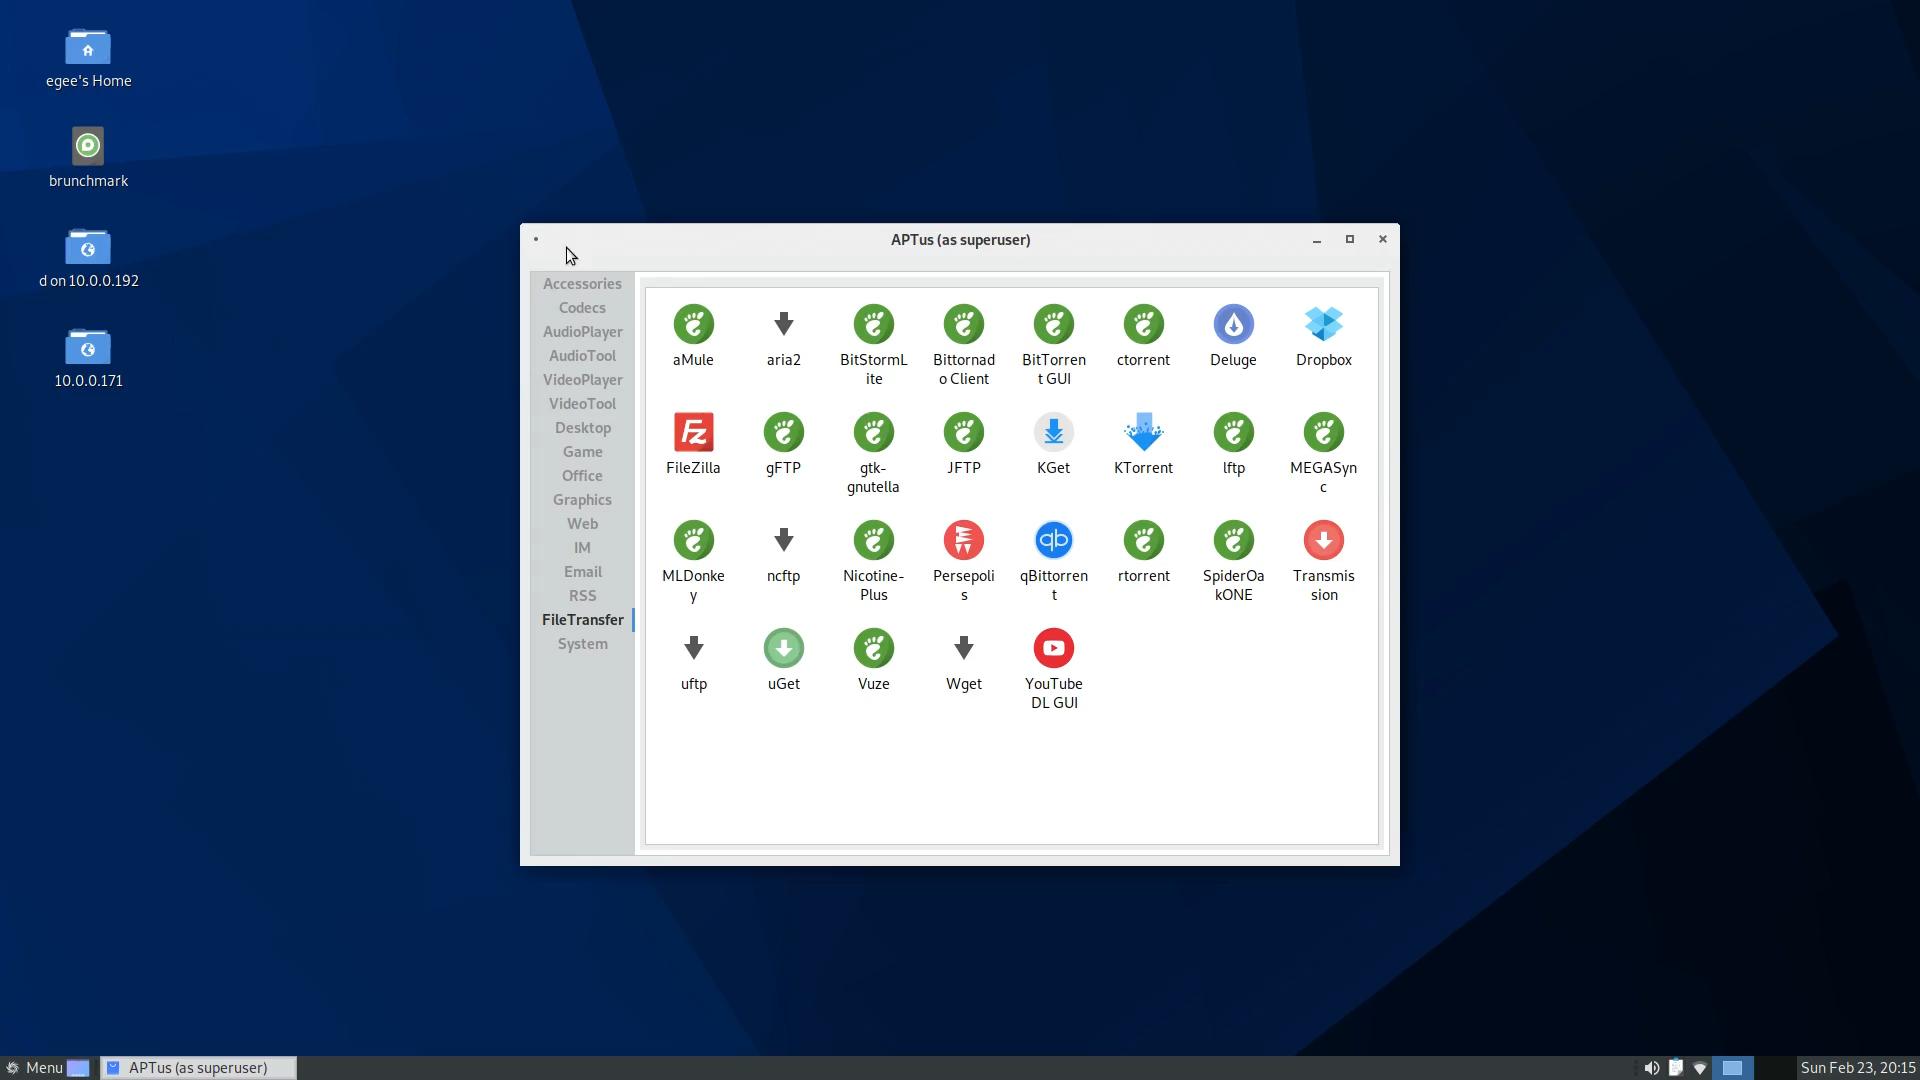 egee's Home
brunchmark
d on 10.0.0.192
10.0.0.171
APTus (as superuser)
Accessories
Codecs
AudioPlayer
AudioTool
VideoPlayer
VideoTool
Desktop
Game
Office
Graphics
Web
IM
Email
RSS
FileTransfer
System
aMule
aria2
BitStormL
ite
Bittornad
o Client
BitTorren
t GUI
ctorrent
Deluge
Dropbox
FileZilla
gFTP
gtk-
gnutella
JFTP
KGet
KTorrent
lftp
MEGASyn
c
MLDonke
y
ncftp
Nicotine-
Plus
Persepoli
s
qb
qBittorren
t
rtorrent
SpiderOa
kONE
Transmis
sion
uftp
uGet
Vuze
Wget
YouTube
DL GUI
Menu
APTus (as superuser)
Sun Feb 23, 20:15